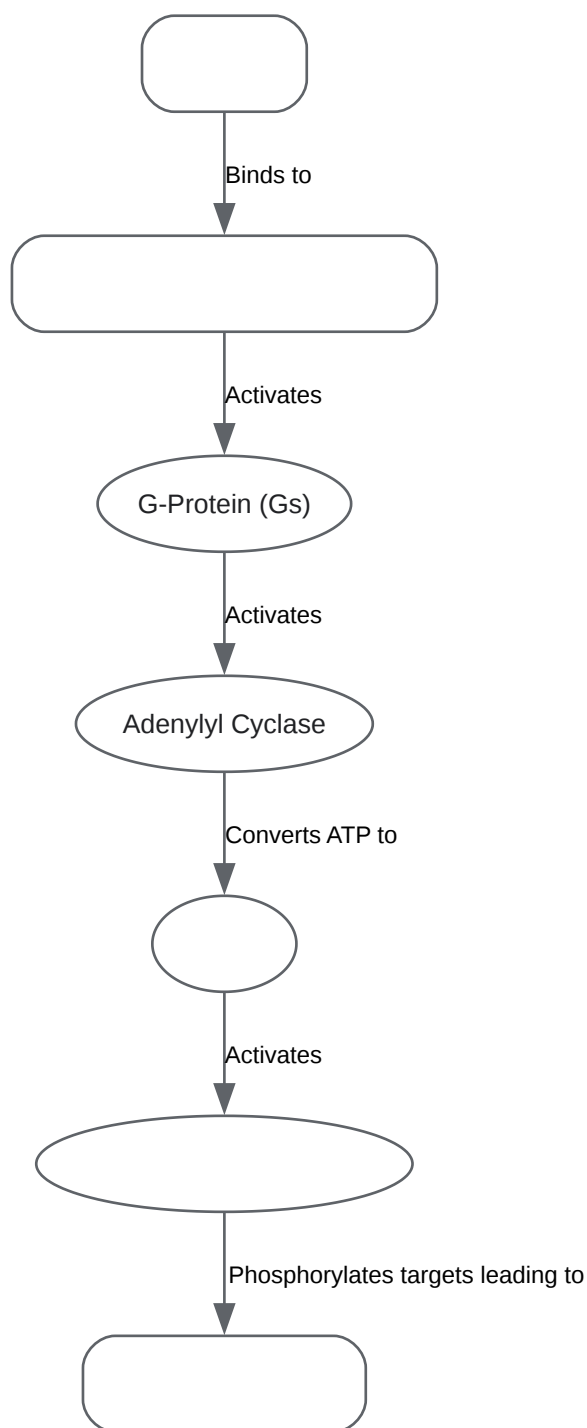 Binds to
Activates
G-Protein (Gs)
Activates
Adenylyl Cyclase
Converts ATP to
Activates
Phosphorylates targets leading to